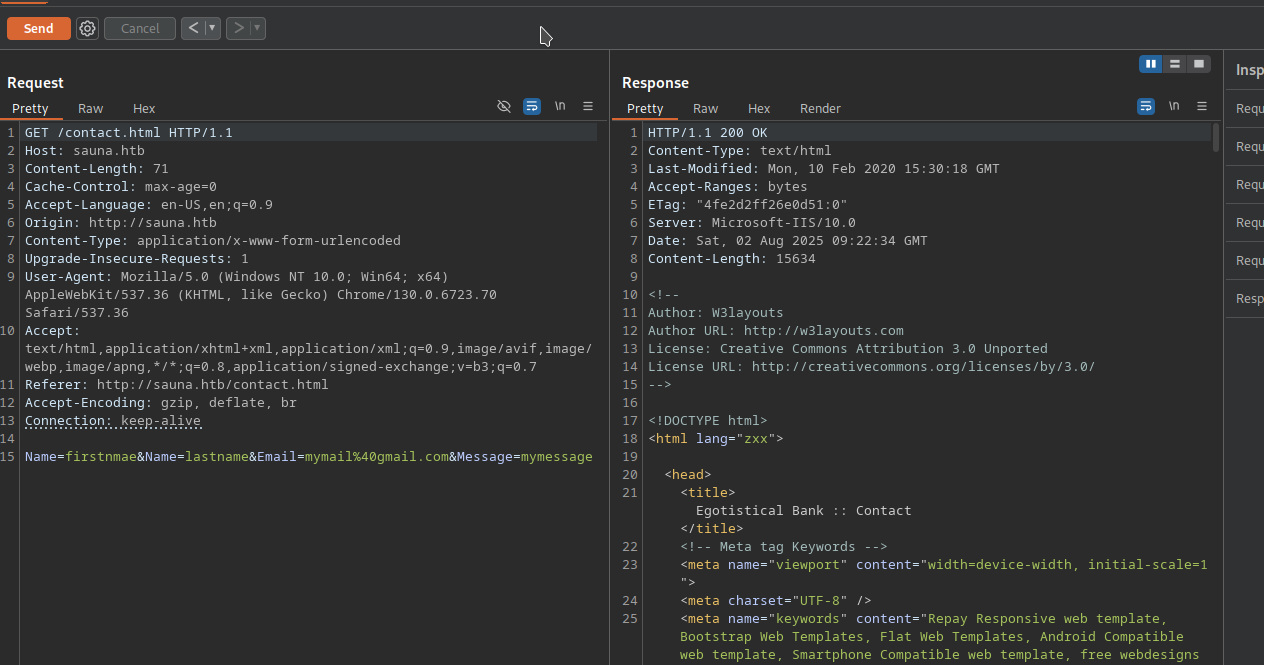 Send
Cancel
<
>
Request
Pretty Raw Hex
\n
1 GET /contact.html HTTP/1.1
2 Host: sauna.htb
3 Content-Length: 71
4 Cache-Control: max-age=0
5 Accept-Language: en-US,en;q=0.9
6 Origin: http://sauna.htb
7 Content-Type: application/x-www-form-urlencoded
8 Upgrade-Insecure-Requests: 1
9 User-Agent: Mozilla/5.0 (Windows NT 10.0; Win64; x64)
AppleWebKit/537.36 (KHTML, like Gecko) Chrome/130.0.6723.70
Safari/537.36
10 Accept:
text/html,application/xhtml+xml,application/xml;q=0.9,image/avif,image/
webp,image/apng,*/*;q=0.8,application/signed-exchange;v=b3;q=0.7
11 Referer: http://sauna.htb/contact.html
12 Accept-Encoding: gzip, deflate, br
13 Connection: keep-alive
14
15 Name=firstnmae&Name=lastname&Email=mymail%40gmail.com&Message=mymessage
Response
Pretty Raw Hex Render
\n
1 HTTP/1.1 200 OK
2 Content-Type: text/html
3 Last-Modified: Mon, 10 Feb 2020 15:30:18 GMT
4 Accept-Ranges: bytes
5 ETag: "4fe2d2ff26e0d51:0"
6 Server: Microsoft-IIS/10.0
7 Date: Sat, 02 Aug 2025 09:22:34 GMT
8 Content-Length: 15634
9
10 <!--
11 Author: W3layouts
12 Author URL: http://w3layouts.com
13 License: Creative Commons Attribution 3.0 Unported
14 License URL: http://creativecommons.org/licenses/by/3.0/
15 -->
16
17 <!DOCTYPE html>
18 <html lang="zxx">
19
20 <head>
21 <title>
Egotistical Bank :: Contact
</title>
22 <!-- Meta tag Keywords -->
23 <meta name="viewport" content="width=device-width, initial-scale=1
">
24 <meta charset="UTF-8" />
25 <meta name="keywords" content="Repay Responsive web template,
Bootstrap Web Templates, Flat Web Templates, Android Compatible
web template, Smartphone Compatible web template, free webdesigns
Insp
Requ
Requ
Requ
Requ
Requ
Resp